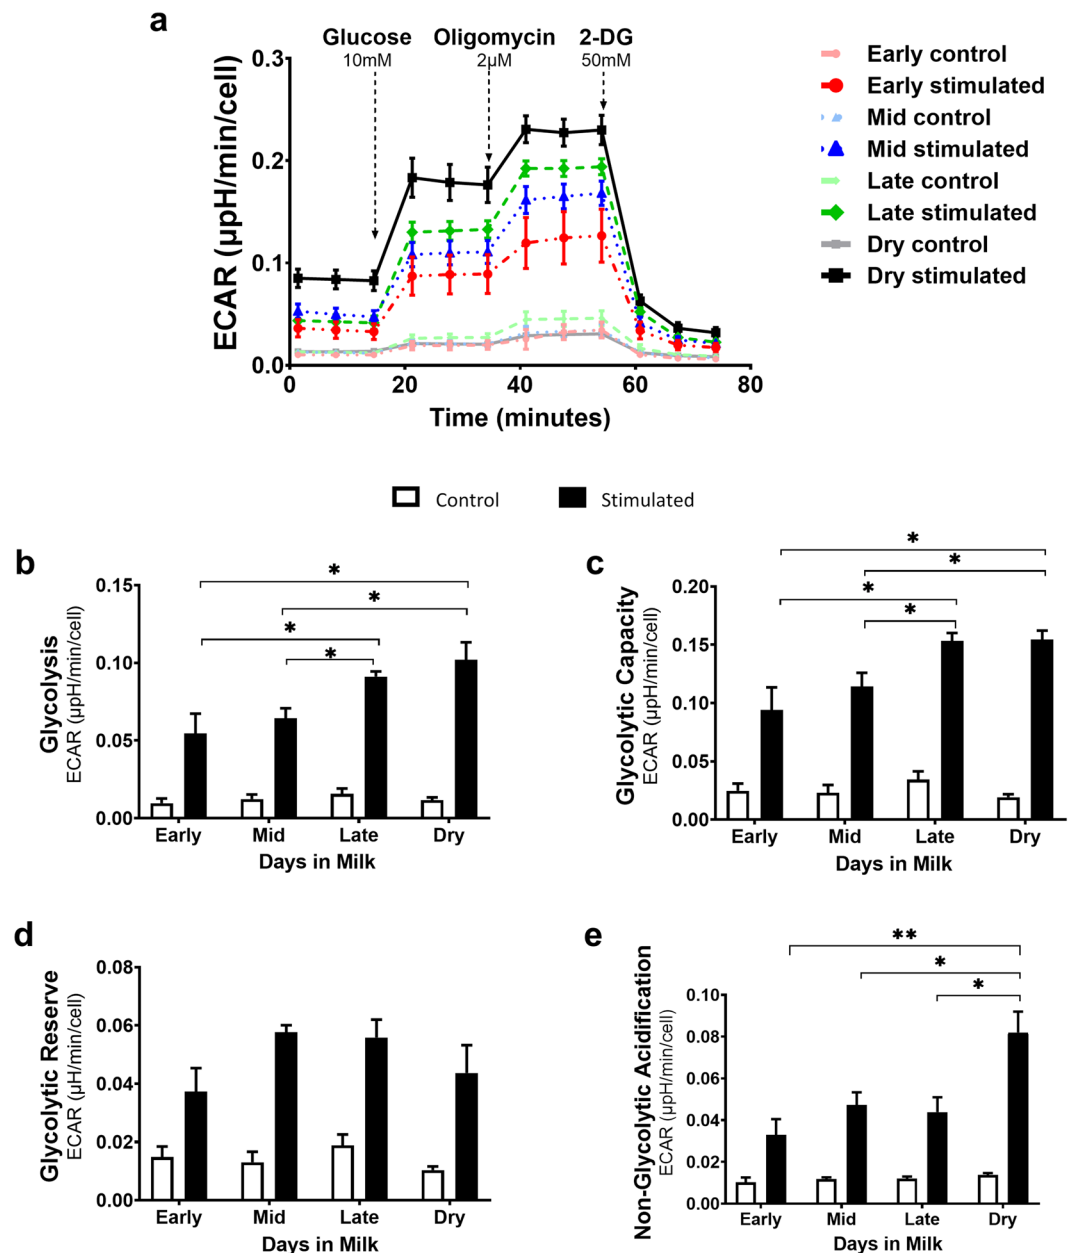 a
Glucose Oligomycin 2-DG
10mM 2µM 50mM
ECAR (µpH/min/cell)
0.3
0.2
0.1
0.0
0 20 40 60 80
Time (minutes)
Early control
Early stimulated
Mid control
Mid stimulated
Late control
Late stimulated
Dry control
Dry stimulated
Control Stimulated
b
Glycolysis
ECAR (µpH/min/cell)
0.15
0.10
0.05
0.00
*
*
*
*
Early Mid Late Dry
Days in Milk
c
Glycolytic Capacity
ECAR (µpH/min/cell)
0.20
0.15
0.10
0.05
0.00
*
*
*
*
Early Mid Late Dry
Days in Milk
d
Glycolytic Reserve
ECAR (µH/min/cell)
0.08
0.06
0.04
0.02
0.00
Early Mid Late Dry
Days in Milk
e
Non-Glycolytic Acidification
ECAR (µpH/min/cell)
0.10
0.08
0.06
0.04
0.02
0.00
**
*
*
Early Mid Late Dry
Days in Milk